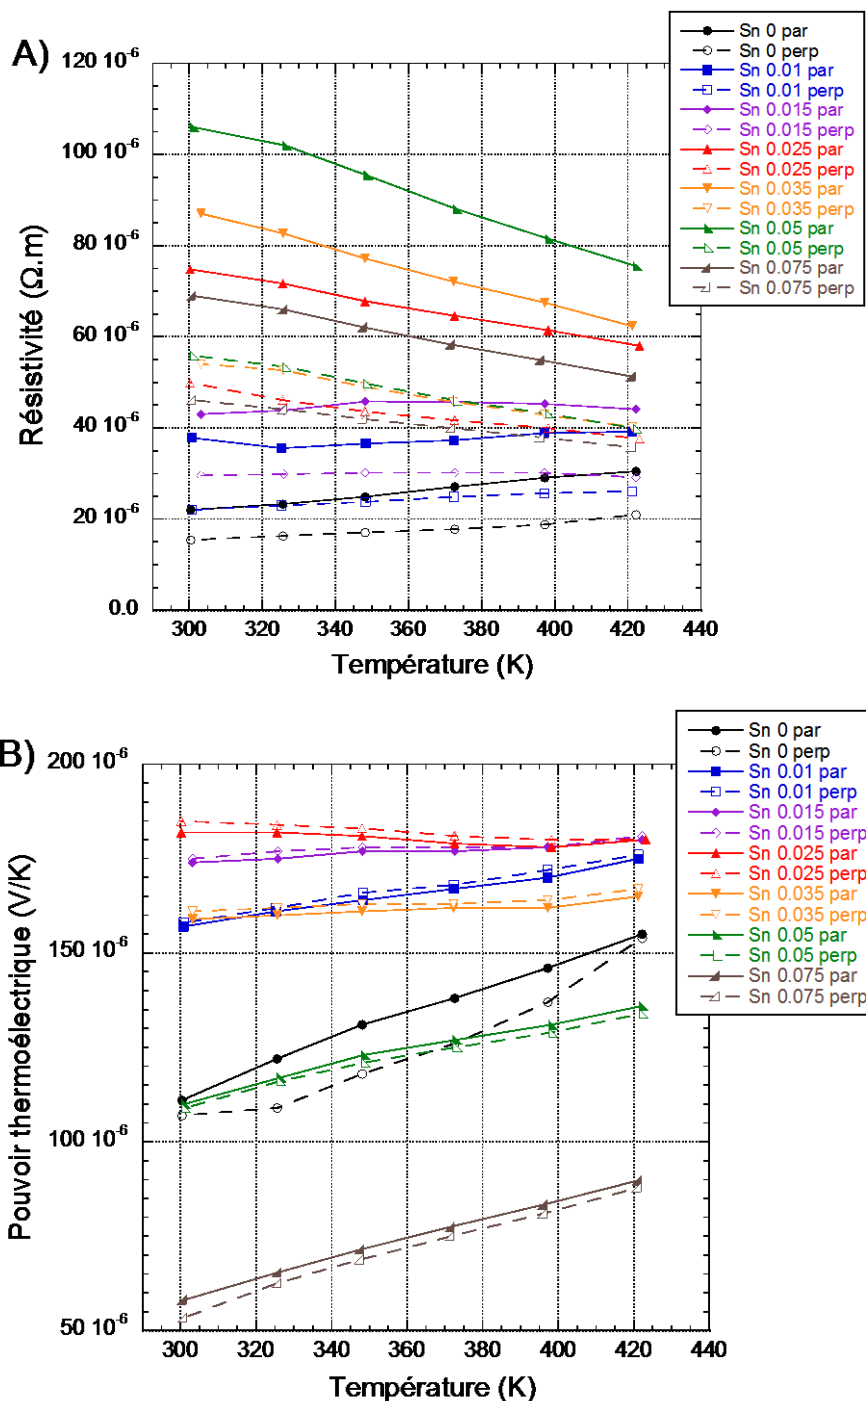 A)
Sn 0 par
Sn 0 perp
Sn 0.01 par
Sn 0.01 perp
Sn 0.015 par
Sn 0.015 perp
Sn 0.025 par
Sn 0.025 perp
Sn 0.035 par
Sn 0.035 perp
Sn 0.05 par
Sn 0.05 perp
Sn 0.075 par
Sn 0.075 perp
120 10-6
100 10-6
80 10-6
60 10-6
40 10-6
20 10-6
0.0
Résistivité (Ω.m)
300 320 340 360 380 400 420 440
Température (K)
B)
Sn 0 par
Sn 0 perp
Sn 0.01 par
Sn 0.01 perp
Sn 0.015 par
Sn 0.015 perp
Sn 0.025 par
Sn 0.025 perp
Sn 0.035 par
Sn 0.035 perp
Sn 0.05 par
Sn 0.05 perp
Sn 0.075 par
Sn 0.075 perp
200 10-6
150 10-6
100 10-6
50 10-6
Pouvoir thermoélectrique (V/K)
300 320 340 360 380 400 420 440
Température (K)